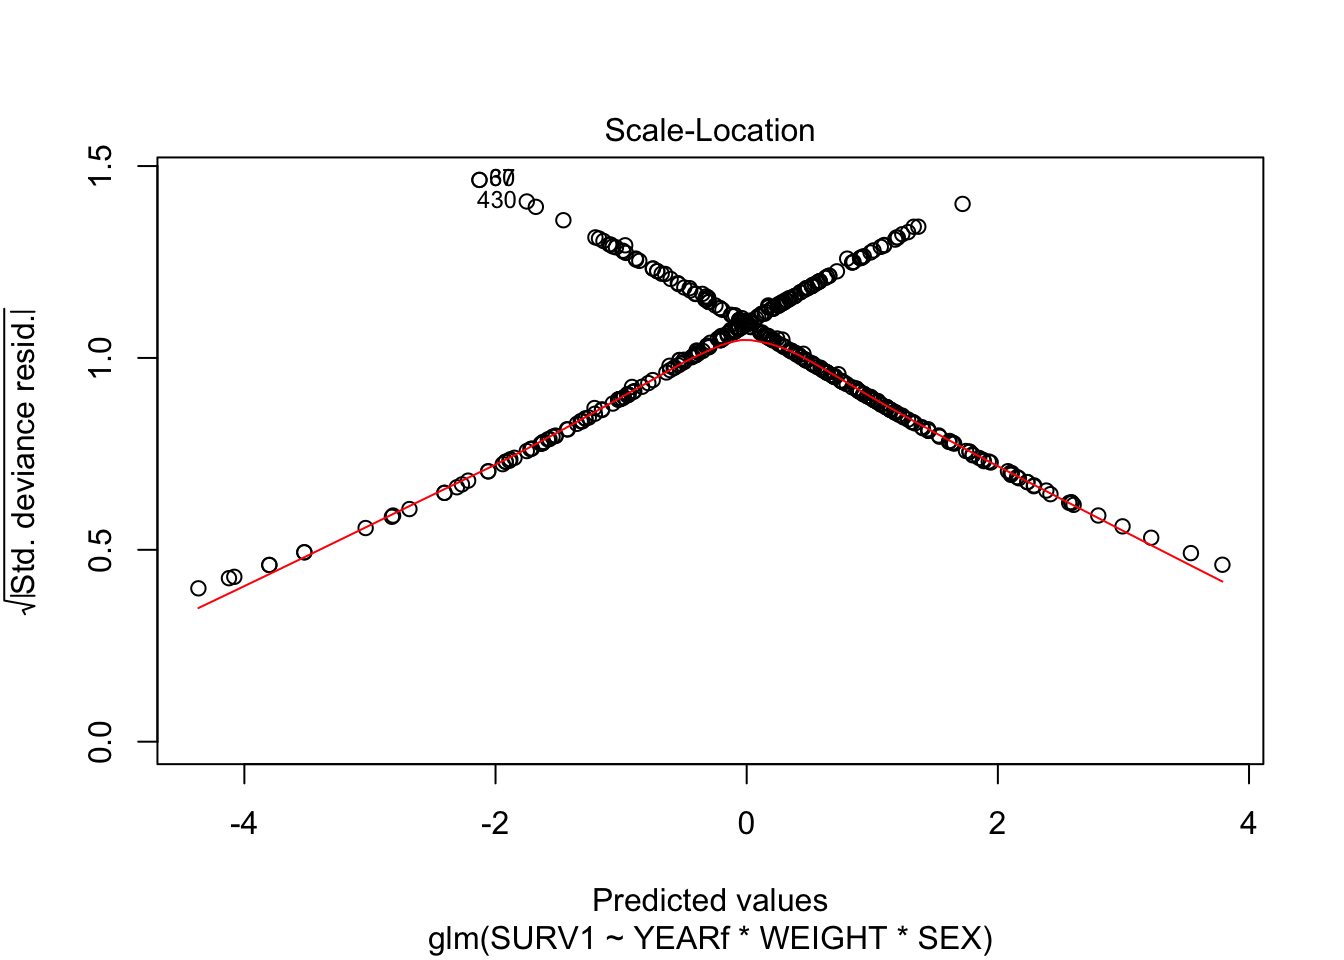 Scale-Location
√|Std. deviance resid.|
1.5
1.0
0.5
0.0
430
-4 -2 0 2 4
Predicted values
glm(SURV1 ~ YEARf * WEIGHT * SEX)